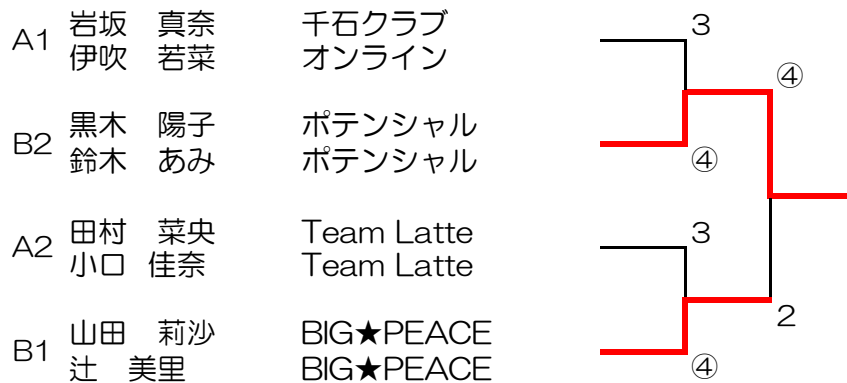 A1 岩坂 真奈 千石クラブ 3
伊吹 若菜 オンライン
④
B2 黒木 陽子 ポテンシャル
鈴木 あみ ポテンシャル ④
A2 田村 菜央 Team Latte 3
小口 佳奈 Team Latte
2
B1 山田 莉沙 BIG★PEACE
辻 美里 BIG★PEACE ④